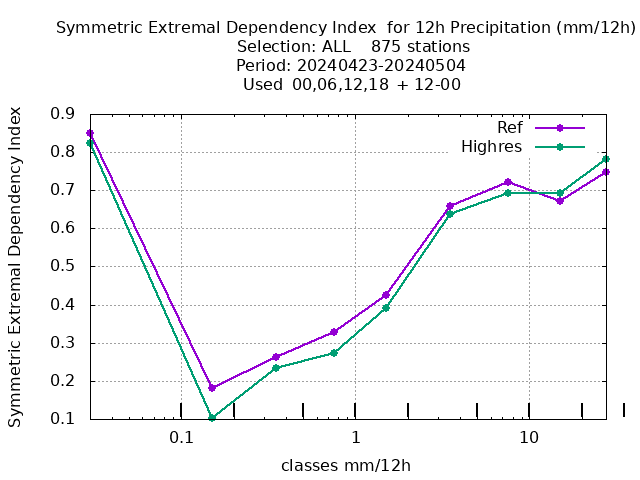 Symmetric Extremal Dependency Index  for 12h Precipitation (mm/12h)
Selection: ALL    875 stations
Period: 20240423-20240504
Used  00,06,12,18  + 12-00
Symmetric Extremal Dependency Index
0.9
0.8
0.7
0.6
0.5
0.4
0.3
0.2
0.1
Ref
Highres
0.1
1
10
classes mm/12h